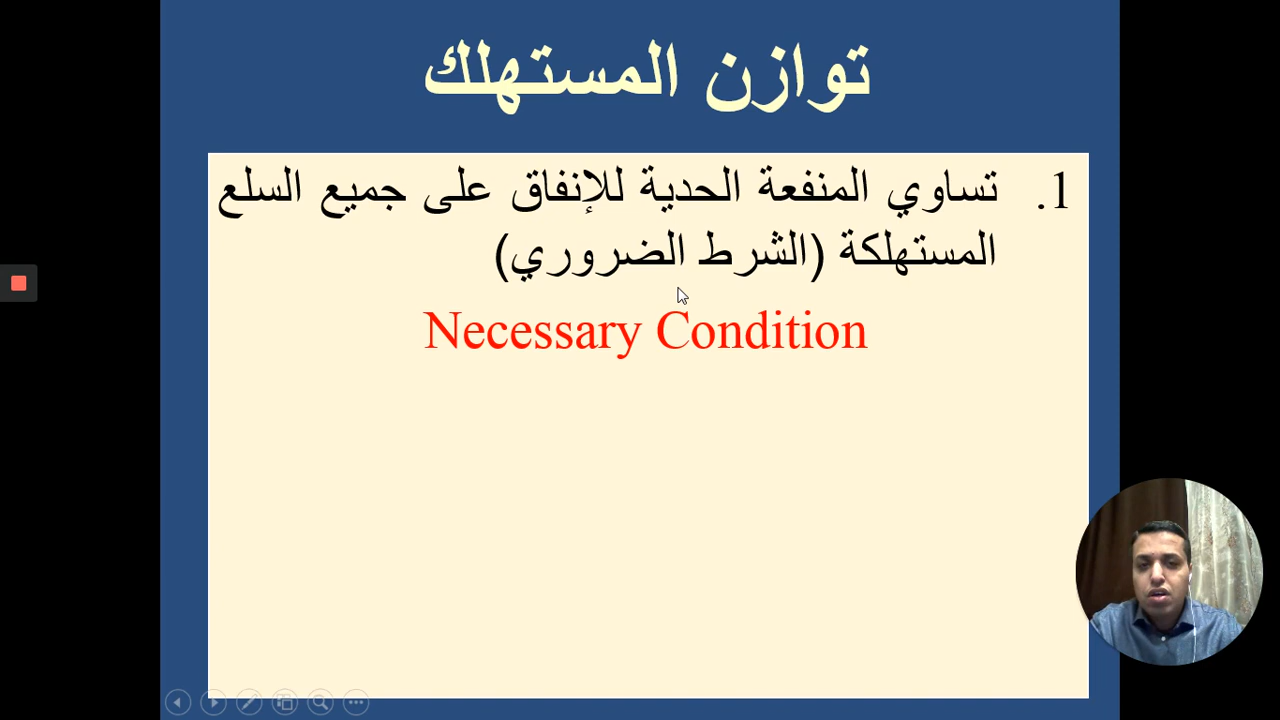 توازن المستهلك
1. تساوي المنفعة الحدية للإنفاق على جميع السلع
المستهلكة (الشرط الضروري)
Necessary Condition